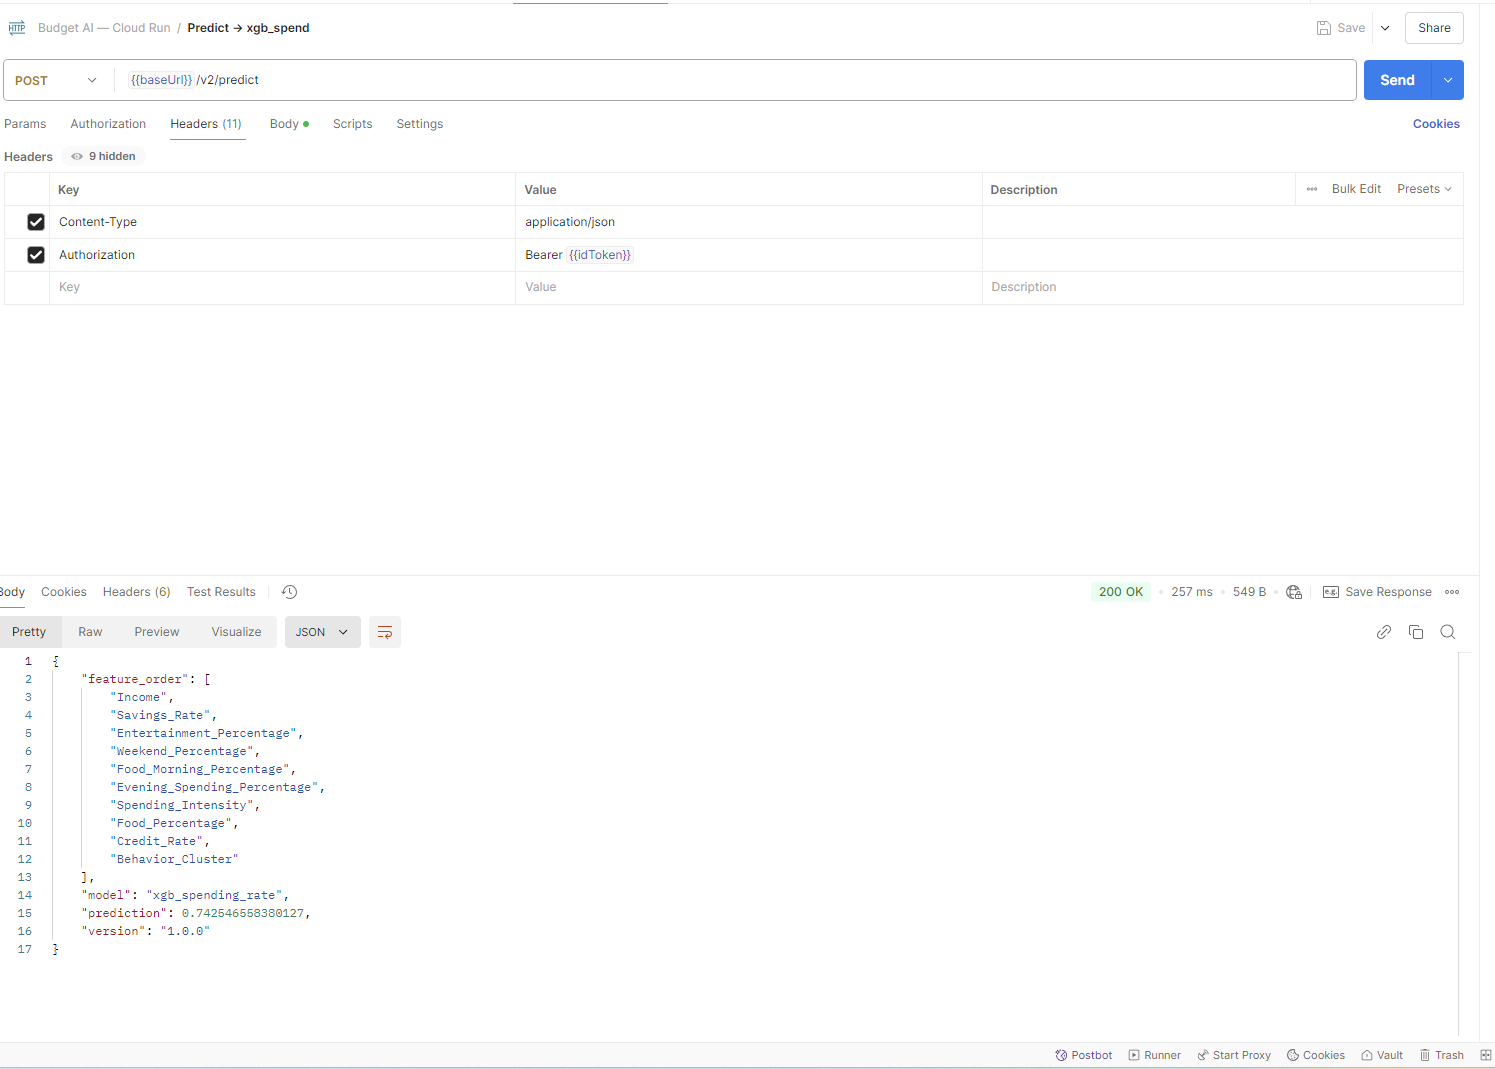 HTTP Budget AI — Cloud Run / Predict → xgb_spend Save Share
POST {{baseUrl}} /v2/predict Send
Params Authorization Headers (11) Body Scripts Settings Cookies
Headers 9 hidden
Key Value Description Bulk Edit Presets
Content-Type application/json
Authorization Bearer {{idToken}}
Key Value Description
Body Cookies Headers (6) Test Results 200 OK 257 ms 549 B e.g. Save Response
Pretty Raw Preview Visualize JSON
1 {
2 "feature_order": [
3 "Income",
4 "Savings_Rate",
5 "Entertainment_Percentage",
6 "Weekend_Percentage",
7 "Food_Morning_Percentage",
8 "Evening_Spending_Percentage",
9 "Spending_Intensity",
10 "Food_Percentage",
11 "Credit_Rate",
12 "Behavior_Cluster"
13 ],
14 "model": "xgb_spending_rate",
15 "prediction": 0.742546558380127,
16 "version": "1.0.0"
17 }
Postbot Runner Start Proxy Cookies Vault Trash